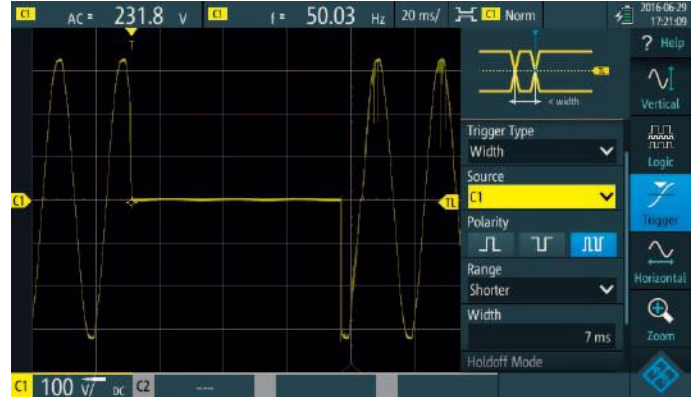 C1 AC = 231.8 V C1 f = 50.03 Hz 20 ms/ C1 Norm 2016-06-29
17:21:09
T
? Help
TL
< width
Vertical
Trigger Type
Width
Logic
Source
C1
C1
TL
Trigger
Polarity
Range
Horizontal
Shorter
Width
7 ms
Zoom
Holdoff Mode
C1 100 V/ DC C2 ---